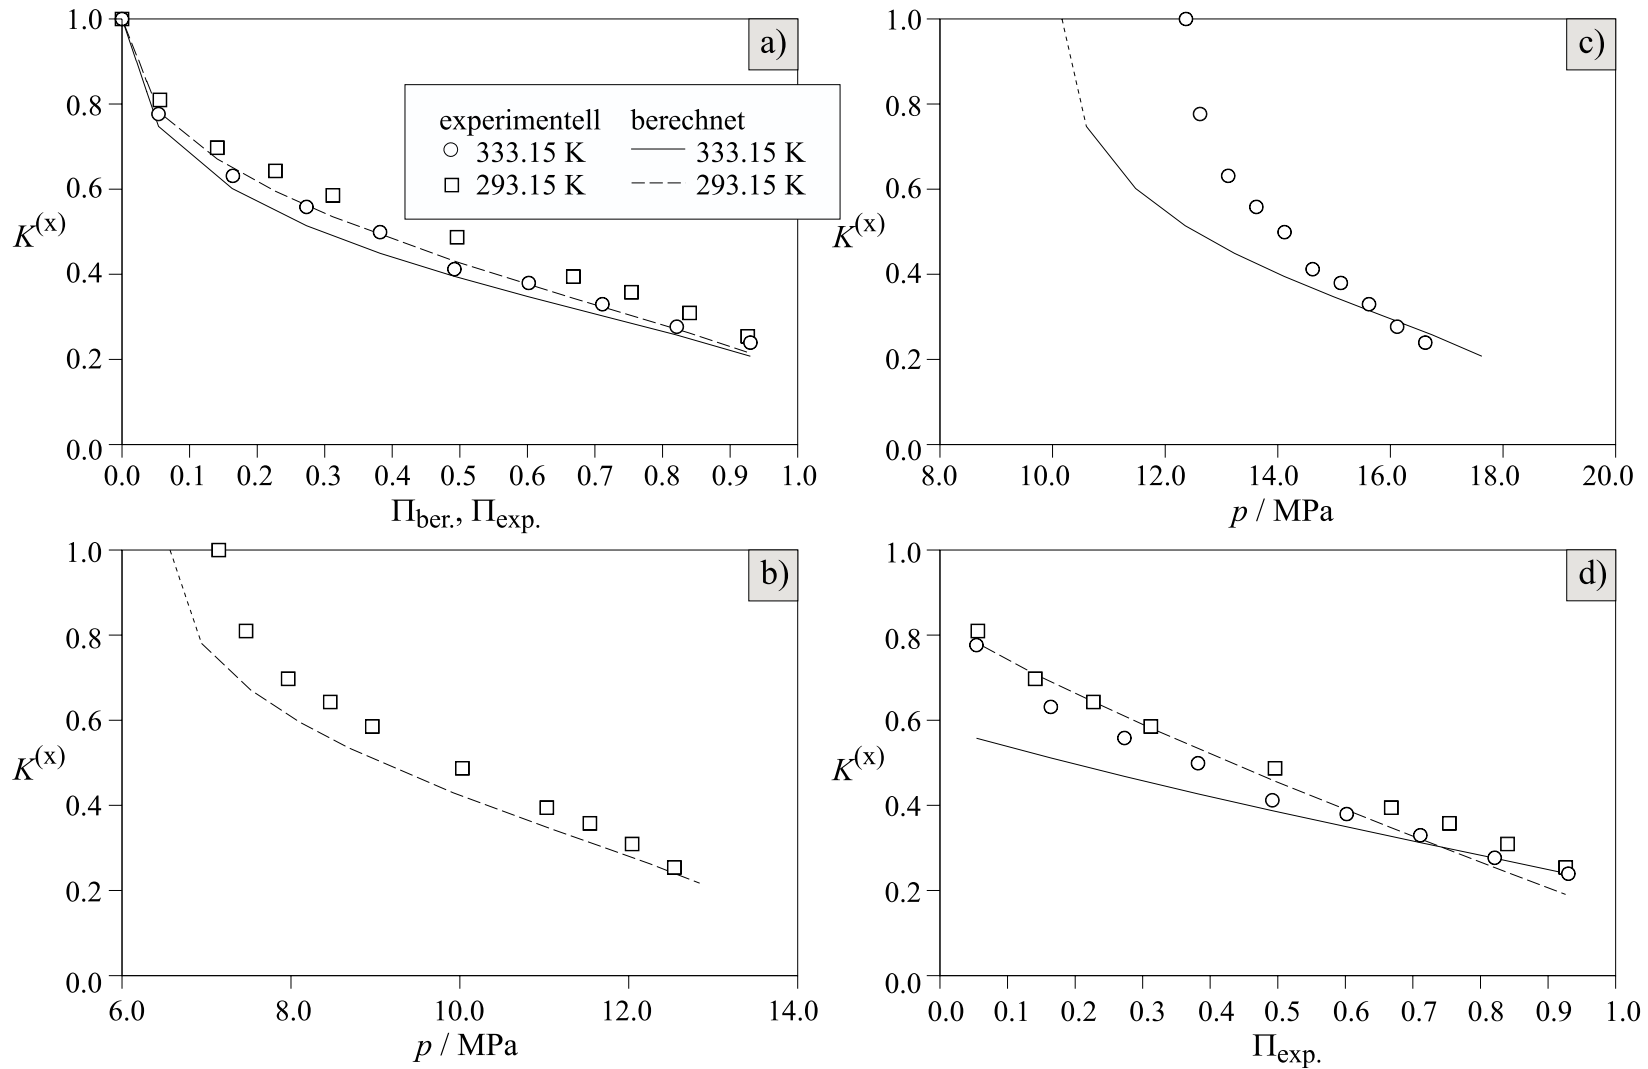 a)
1.0
0.8
0.6
0.4
0.2
0.0
K(x)
experimentell berechnet
333.15 K 333.15 K
293.15 K 293.15 K
0.0 0.1 0.2 0.3 0.4 0.5 0.6 0.7 0.8 0.9 1.0
Πber., Πexp.
c)
1.0
0.8
0.6
0.4
0.2
0.0
K(x)
8.0 10.0 12.0 14.0 16.0 18.0 20.0
p / MPa
b)
1.0
0.8
0.6
0.4
0.2
0.0
K(x)
6.0 8.0 10.0 12.0 14.0
p / MPa
d)
1.0
0.8
0.6
0.4
0.2
0.0
K(x)
0.0 0.1 0.2 0.3 0.4 0.5 0.6 0.7 0.8 0.9 1.0
Πexp.